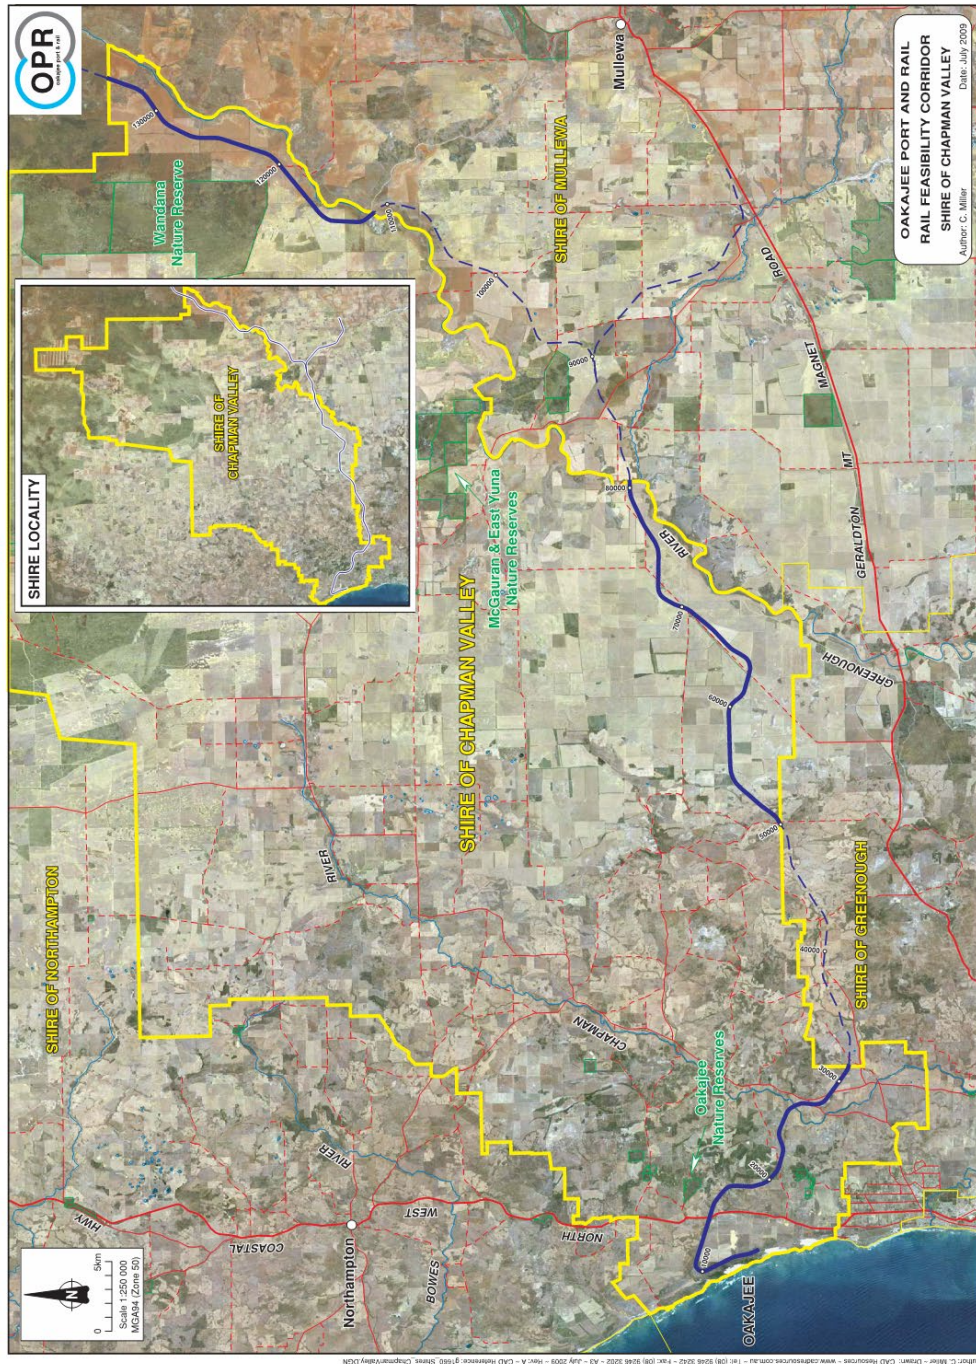 OPR
oakajee port & rail
OAKAJEE PORT AND RAIL
RAIL FEASIBILITY CORRIDOR
SHIRE OF CHAPMAN VALLEY
Author: C. Miller
Date: July 2009
SHIRE LOCALITY
SHIRE OF
CHAPMAN VALLEY
N
0
5km
Scale 1:250 000
MGA94 (Zone 50)
SHIRE OF NORTHAMPTON
SHIRE OF CHAPMAN VALLEY
SHIRE OF MULLEWA
SHIRE OF GREENOUGH
Wandana
Nature Reserve
McGauran & East Yuna
Nature Reserves
Oakajee
Nature Reserves
Northampton
Mullewa
OAKAJEE
NORTH
WEST
COASTAL
HWY
BOWES
RIVER
CHAPMAN
RIVER
GREENOUGH
RIVER
GERALDTON
MT
MAGNET
ROAD
10000
20000
30000
40000
50000
60000
70000
80000
90000
100000
110000
120000
130000